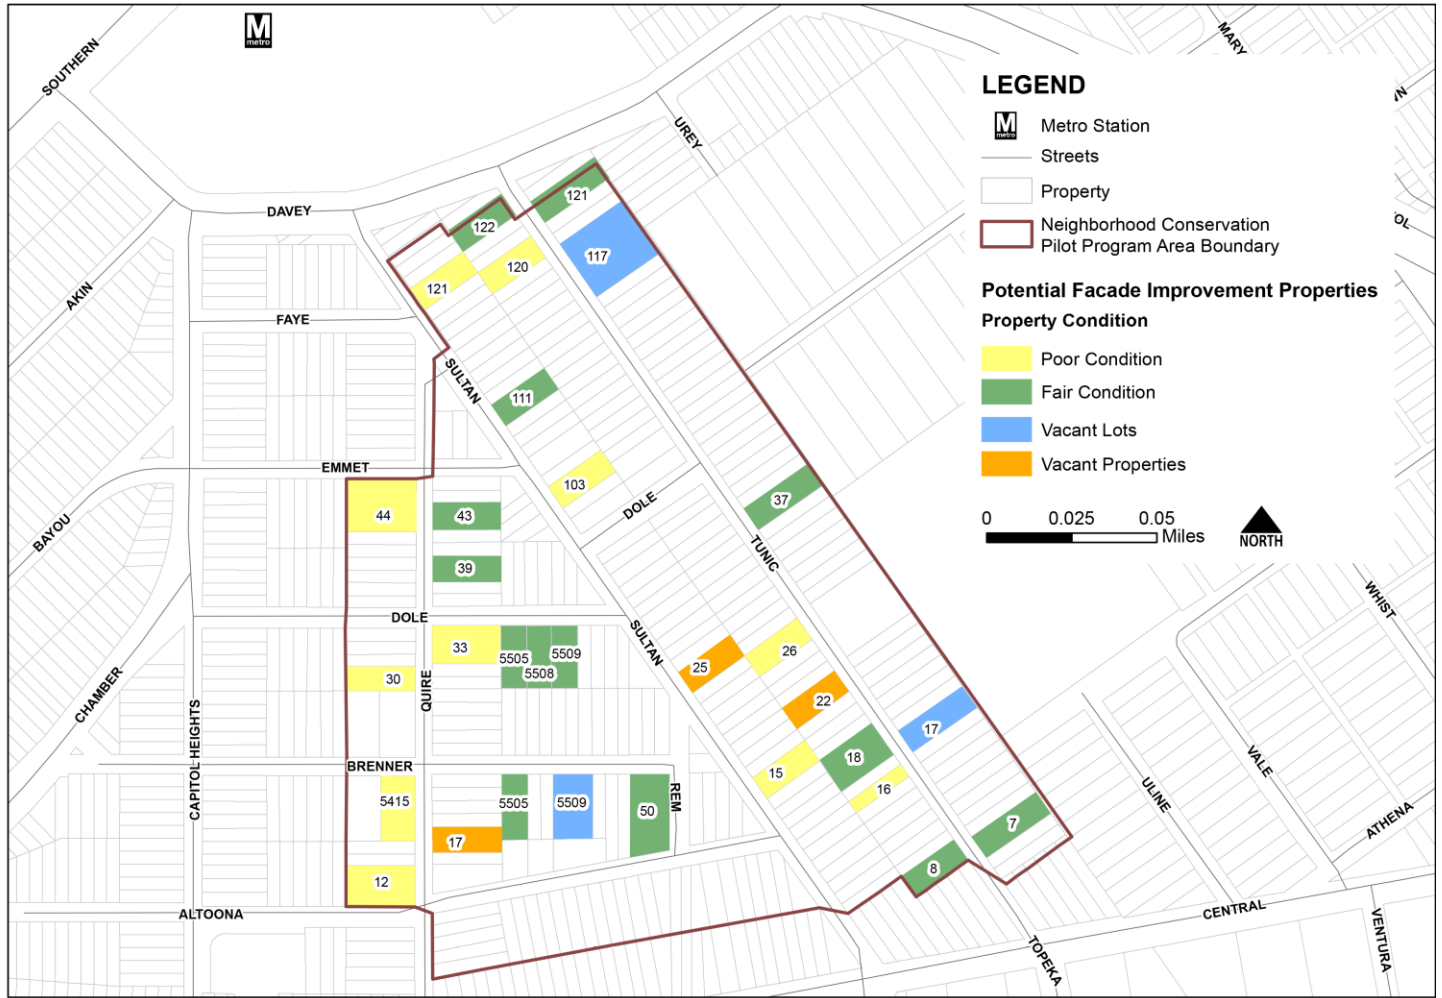 M
metro
SOUTHERN
MARY
UREY
LEGEND
M
metro
Metro Station
Streets
Property
Neighborhood Conservation
Pilot Program Area Boundary
Potential Facade Improvement Properties
Property Condition
Poor Condition
Fair Condition
Vacant Lots
Vacant Properties
0 0.025 0.05
Miles
NORTH
DAVEY
AKIN
FAYE
121
122
120
121
117
SULTAN
111
103
DOLE
37
TUNIC
EMMET
BAYOU
44
43
39
DOLE
33
5505
5508
5509
SULTAN
25
26
22
17
30
QUIRE
CHAMBER
CAPITOL HEIGHTS
BRENNER
REM
5415
5505
5509
50
17
12
15
18
16
7
8
ALTOONA
WHIST
VALE
ULINE
ATHENA
CENTRAL
TOPEKA
VENTURA